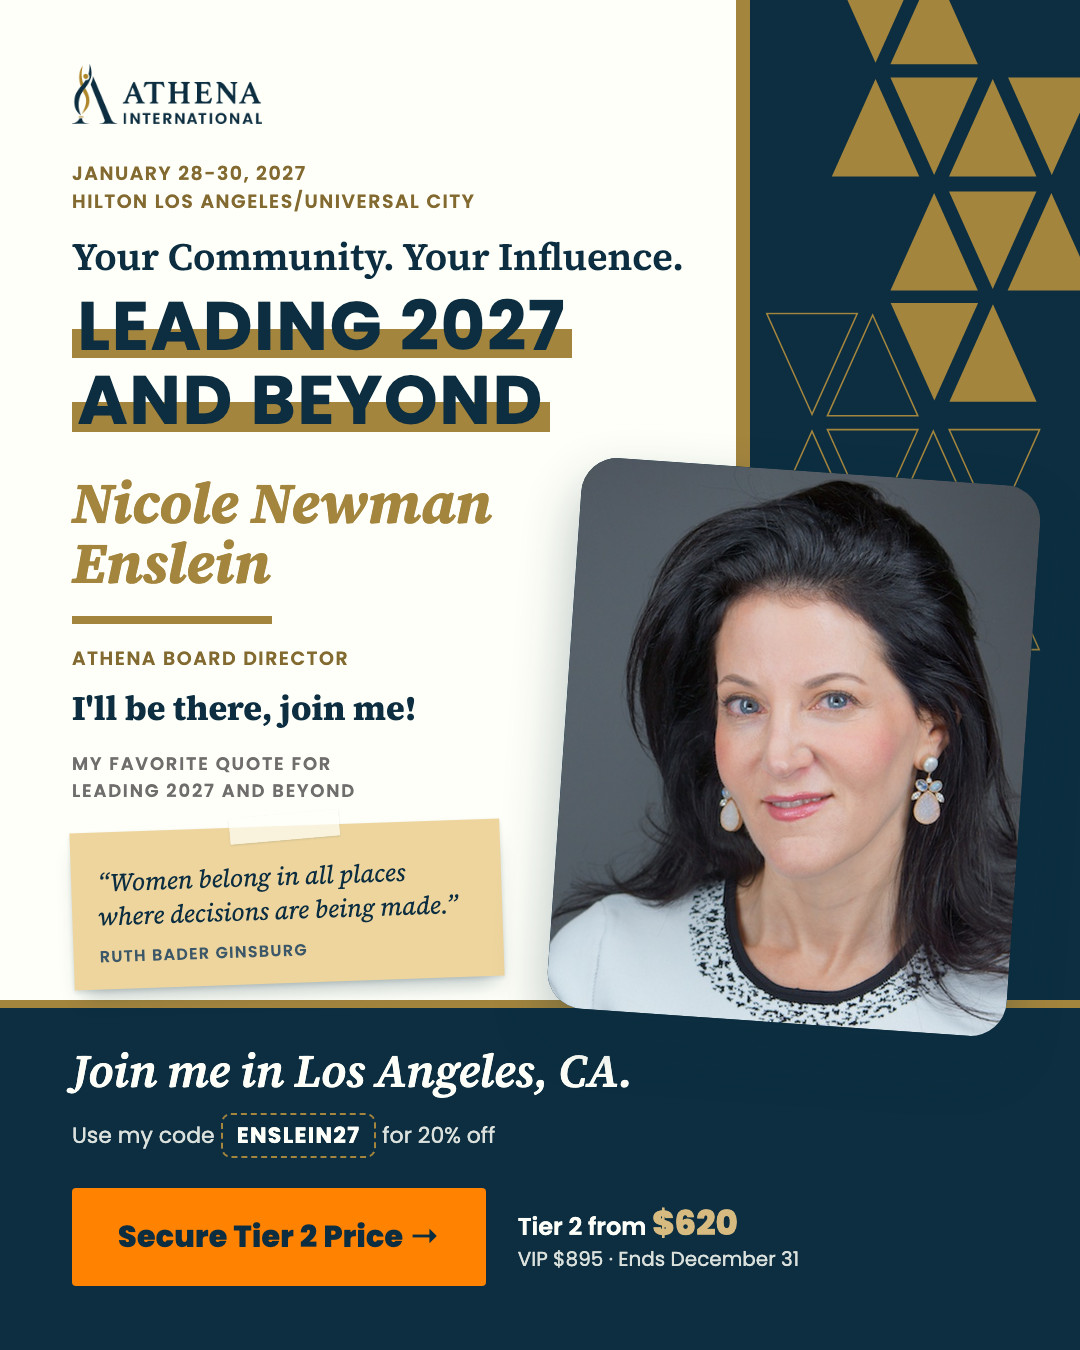 ATHENA
INTERNATIONAL
JANUARY 28-30, 2027
HILTON LOS ANGELES/UNIVERSAL CITY
Your Community. Your Influence.
LEADING 2027
AND BEYOND
Nicole Newman
Enslein
ATHENA BOARD DIRECTOR
I'll be there, join me!
MY FAVORITE QUOTE FOR
LEADING 2027 AND BEYOND
“Women belong in all places
where decisions are being made.”
RUTH BADER GINSBURG
Join me in Los Angeles, CA.
Use my code ENSLEIN27 for 20% off
Secure Tier 2 Price →
Tier 2 from $620
VIP $895 · Ends December 31